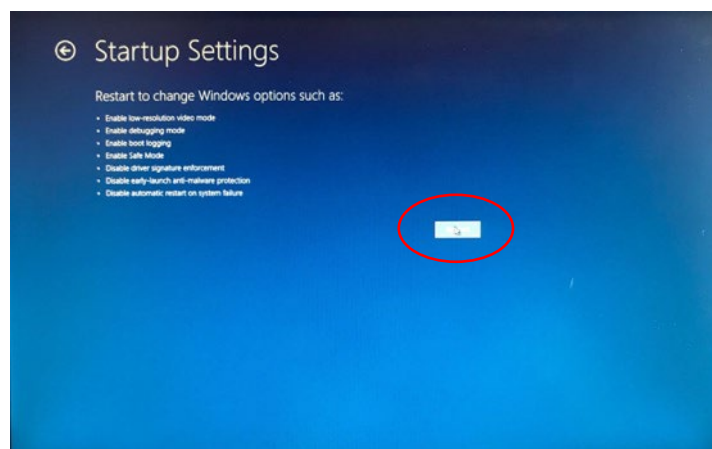 Startup Settings
Restart to change Windows options such as:
• Enable low-resolution video mode
• Enable debugging mode
• Enable boot logging
• Enable Safe Mode
• Disable driver signature enforcement
• Disable early-launch anti-malware protection
• Disable automatic restart on system failure